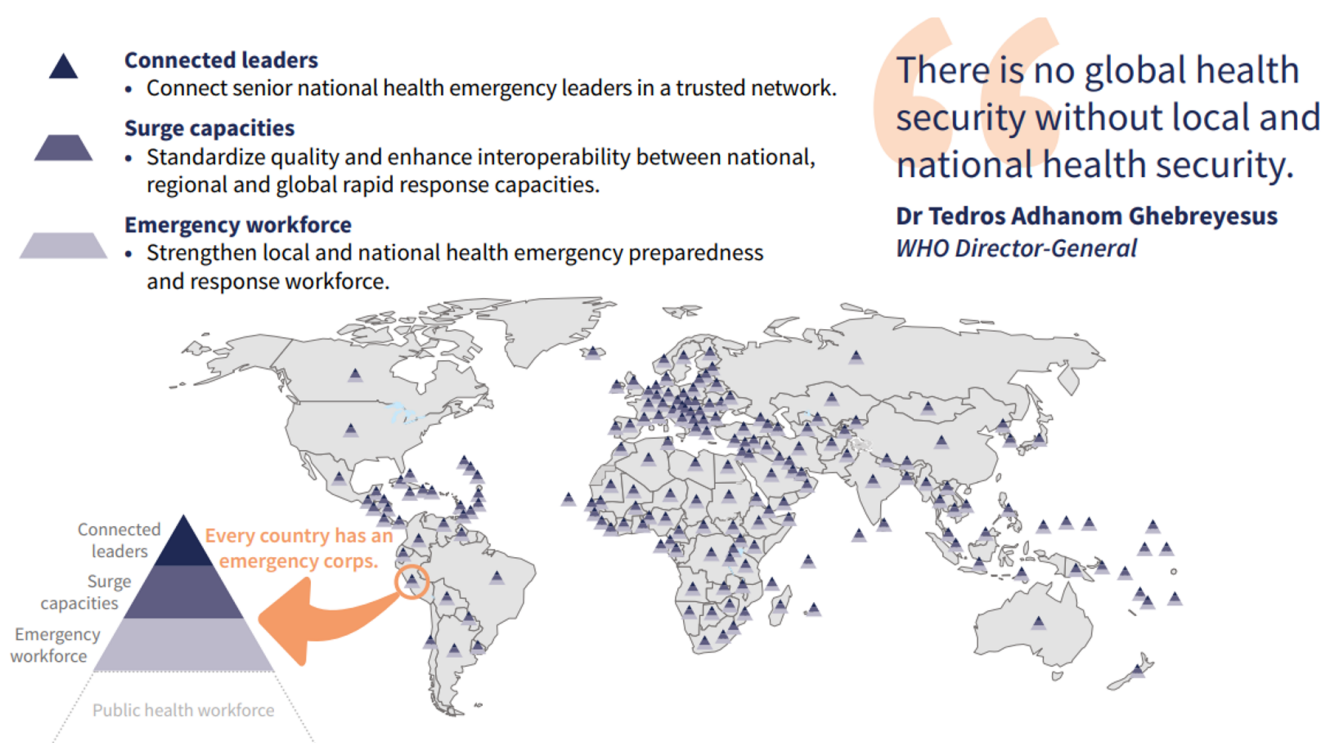 Connected leaders
• Connect senior national health emergency leaders in a trusted network.
Surge capacities
• Standardize quality and enhance interoperability between national,
regional and global rapid response capacities.
Emergency workforce
• Strengthen local and national health emergency preparedness
and response workforce.
“
There is no global health
security without local and
national health security.
Dr Tedros Adhanom Ghebreyesus
WHO Director-General
Connected
leaders
Surge
capacities
Emergency
workforce
Public health workforce
Every country has an
emergency corps.